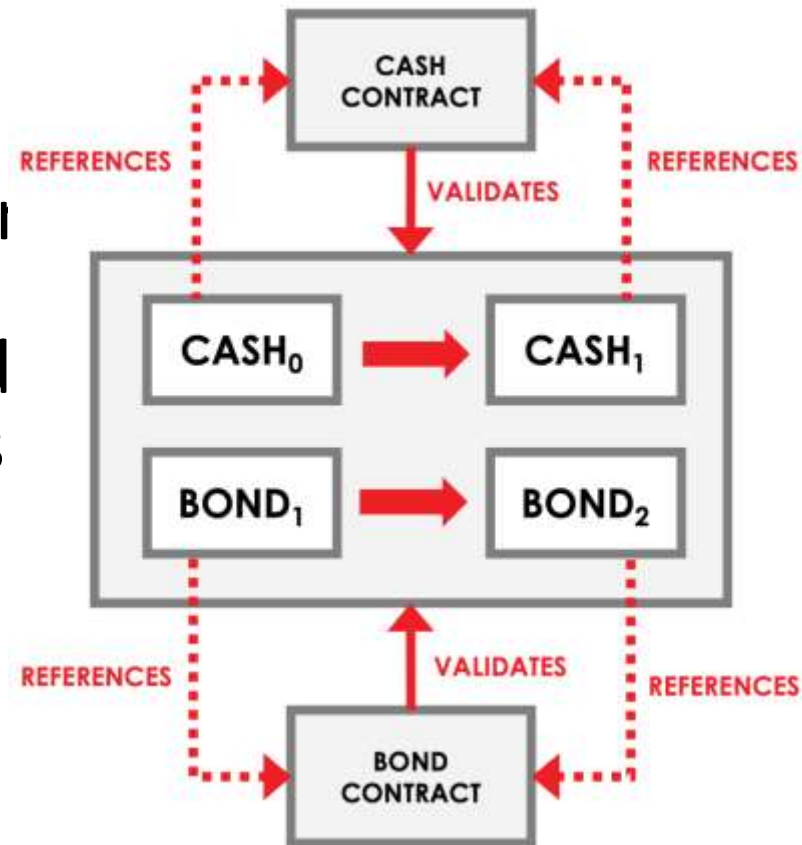 CASH
CONTRACT
REFERENCES
REFERENCES
VALIDATES
CASH₀
CASH₁
BOND₁
BOND₂
REFERENCES
VALIDATES
REFERENCES
BOND
CONTRACT